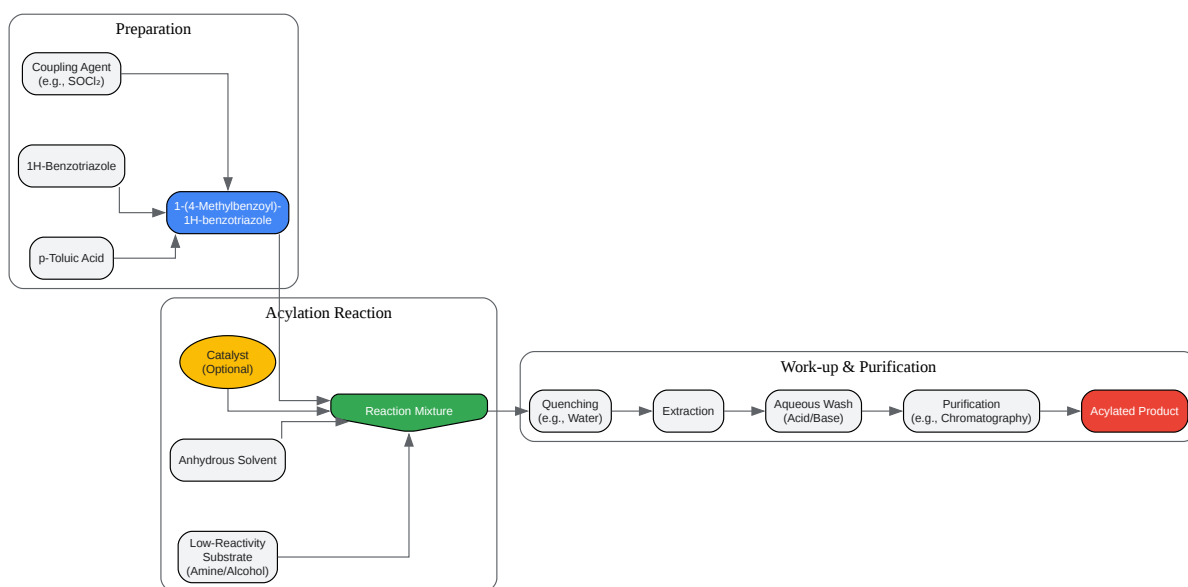 Preparation
Coupling Agent
(e.g., SOCl₂)
1H-Benzotriazole
1-(4-Methylbenzoyl)-
1H-benzotriazole
p-Toluic Acid
Acylation Reaction
Catalyst
(Optional)
Reaction Mixture
Anhydrous Solvent
Low-Reactivity
Substrate
(Amine/Alcohol)
Work-up & Purification
Quenching
(e.g., Water)
Extraction
Aqueous Wash
(Acid/Base)
Purification
(e.g., Chromatography)
Acylated Product